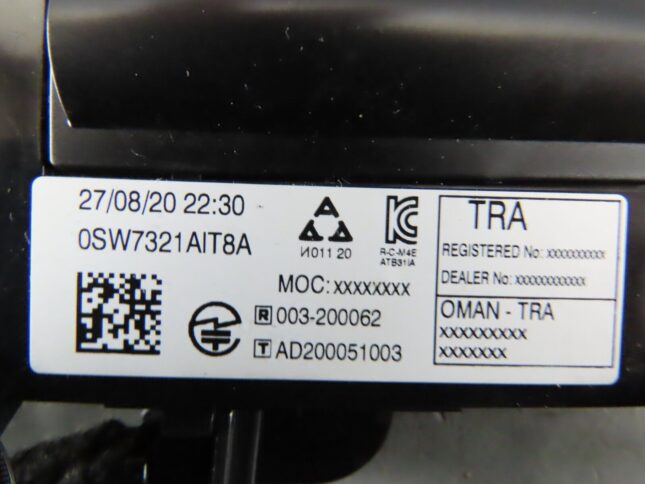 27/08/20 22:30
0SW7321AIT8A
И011 20
R-C-M4E
ATB31IA
MOC: xxxxxxxx
R 003-200062
T AD200051003
TRA
REGISTERED No: xxxxxxxxxx
DEALER No: xxxxxxxxxxxx
OMAN - TRA
xxxxxxxxx
xxxxxxx